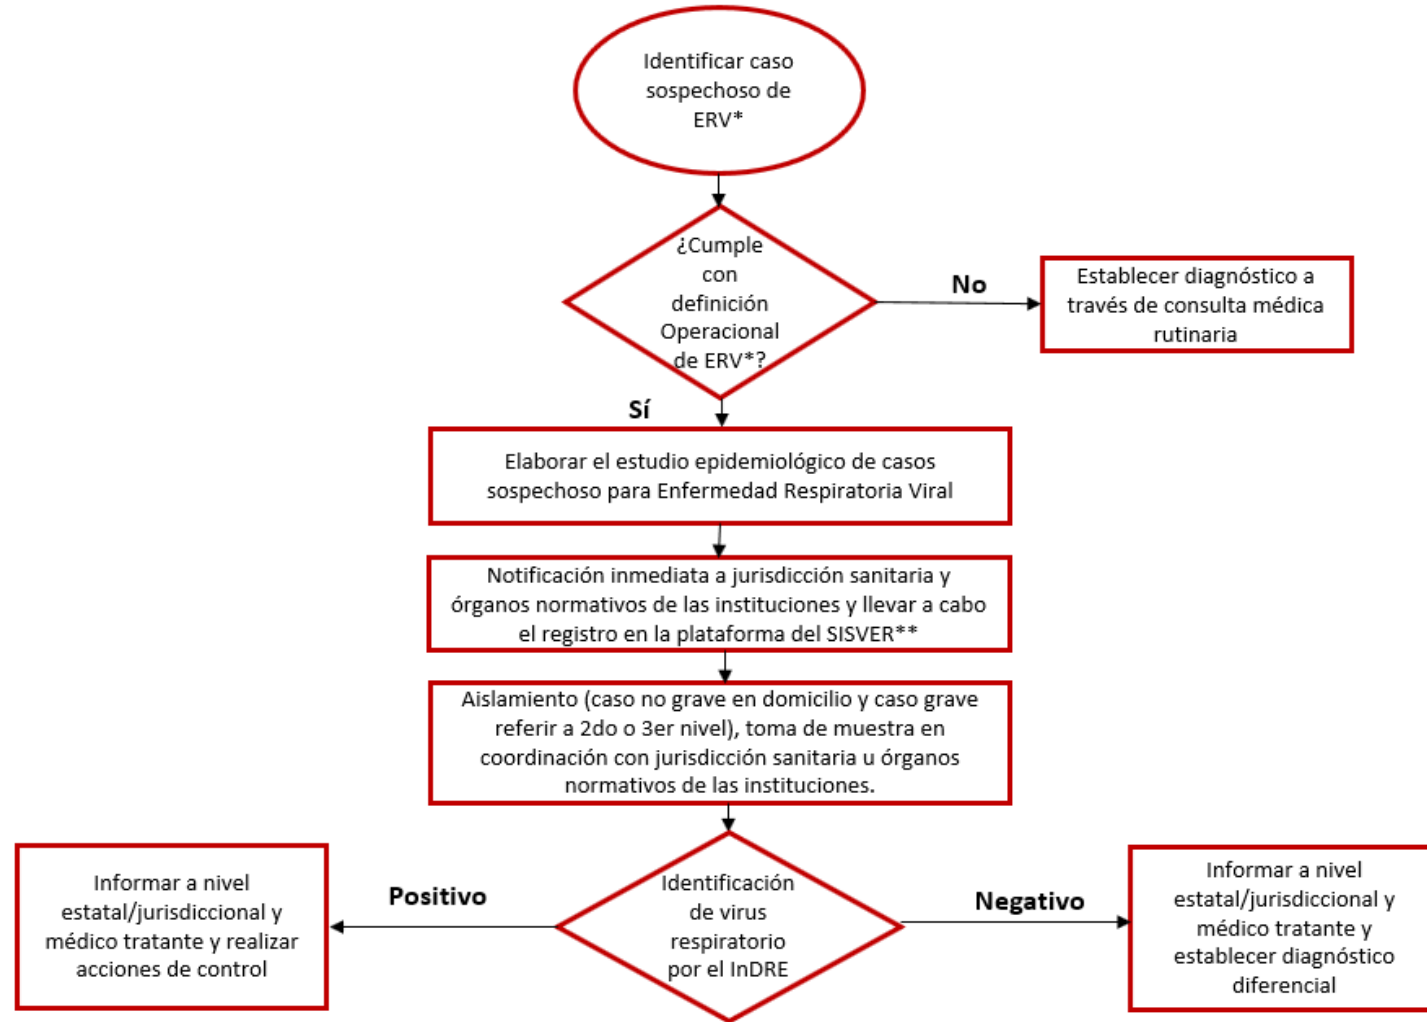 Identificar caso
sospechoso de
ERV*
¿Cumple
con
definición
Operacional
de ERV*?
No
Establecer diagnóstico a
través de consulta médica
rutinaria
Sí
Elaborar el estudio epidemiológico de casos
sospechoso para Enfermedad Respiratoria Viral
Notificación inmediata a jurisdicción sanitaria y
órganos normativos de las instituciones y llevar a cabo
el registro en la plataforma del SISVER**
Aislamiento (caso no grave en domicilio y caso grave
referir a 2do o 3er nivel), toma de muestra en
coordinación con jurisdicción sanitaria u órganos
normativos de las instituciones.
Identificación
de virus
respiratorio
por el InDRE
Positivo
Informar a nivel
estatal/jurisdiccional y
médico tratante y realizar
acciones de control
Negativo
Informar a nivel
estatal/jurisdiccional y
médico tratante y
establecer diagnóstico
diferencial